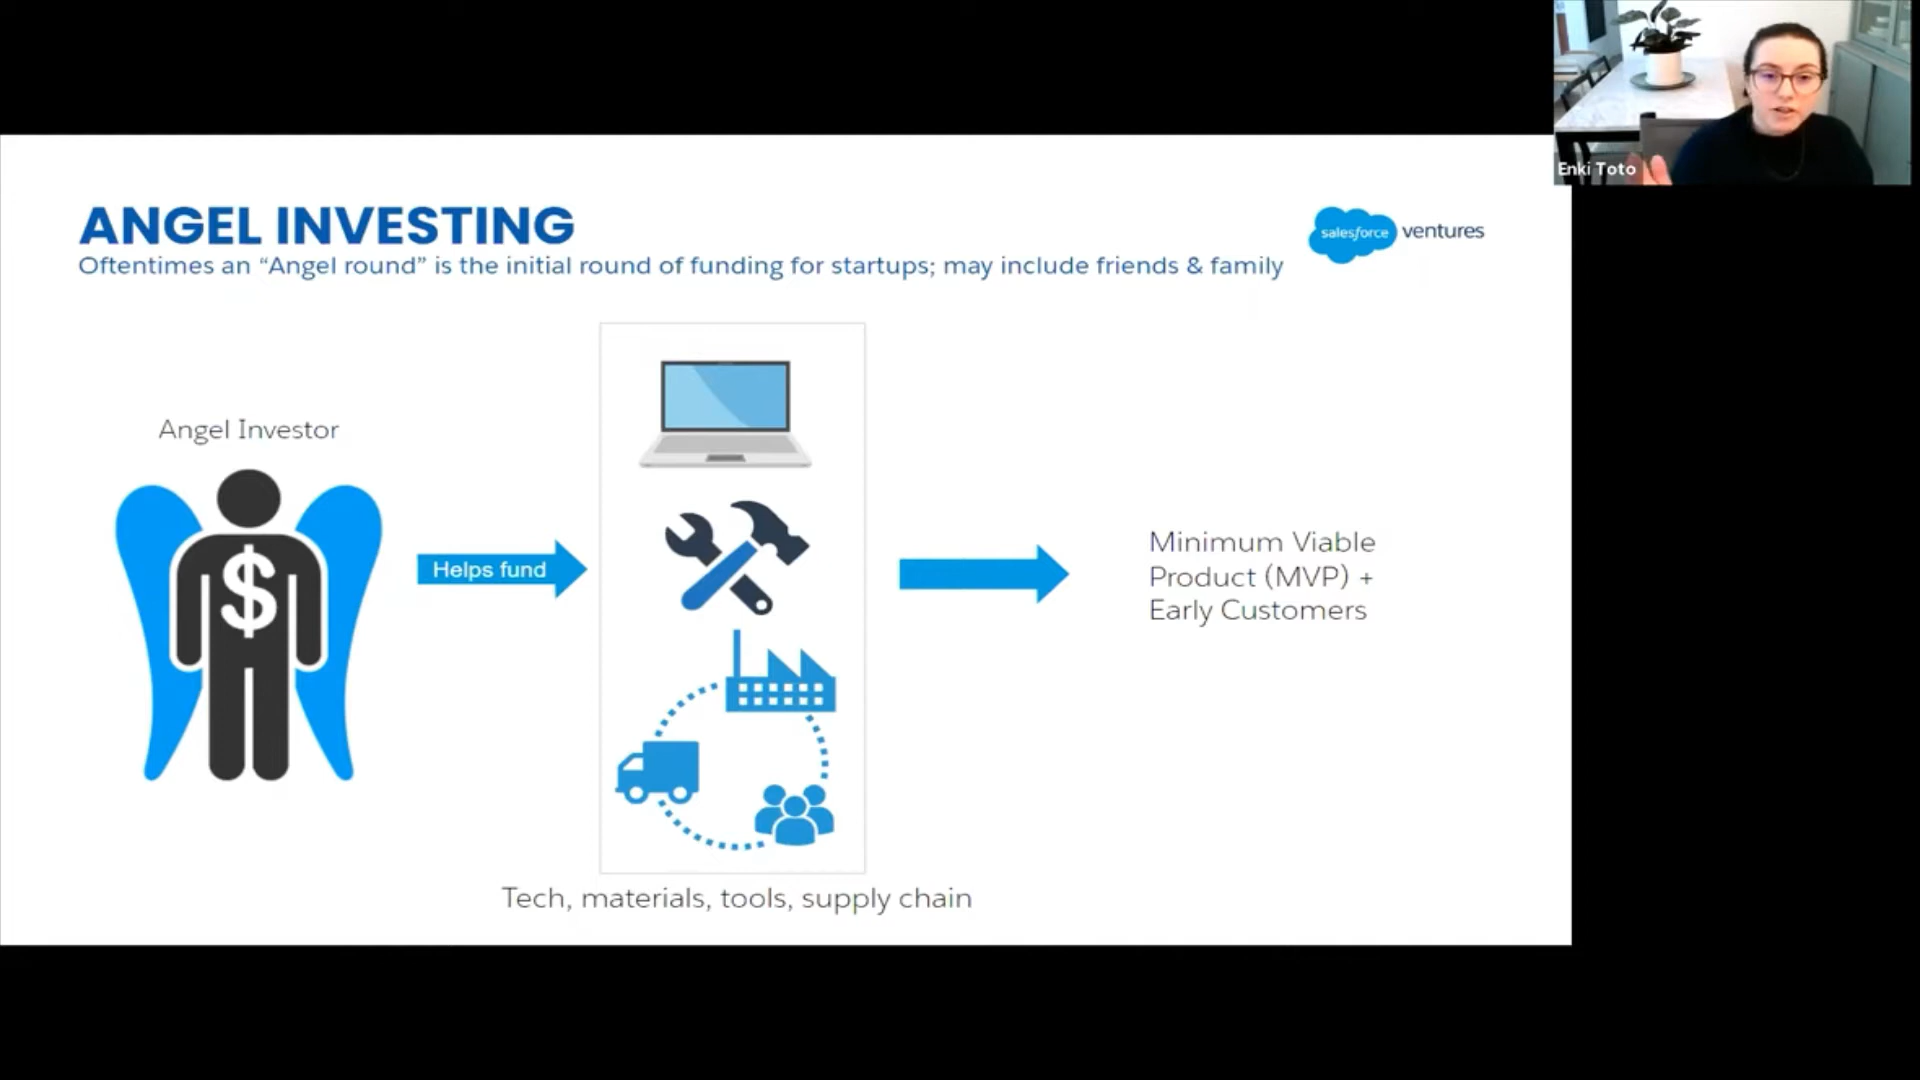 Enki Toto
ANGEL INVESTING
salesforce ventures
Oftentimes an “Angel round” is the initial round of funding for startups; may include friends & family
Angel Investor
$
Helps fund
Minimum Viable
Product (MVP) +
Early Customers
Tech, materials, tools, supply chain